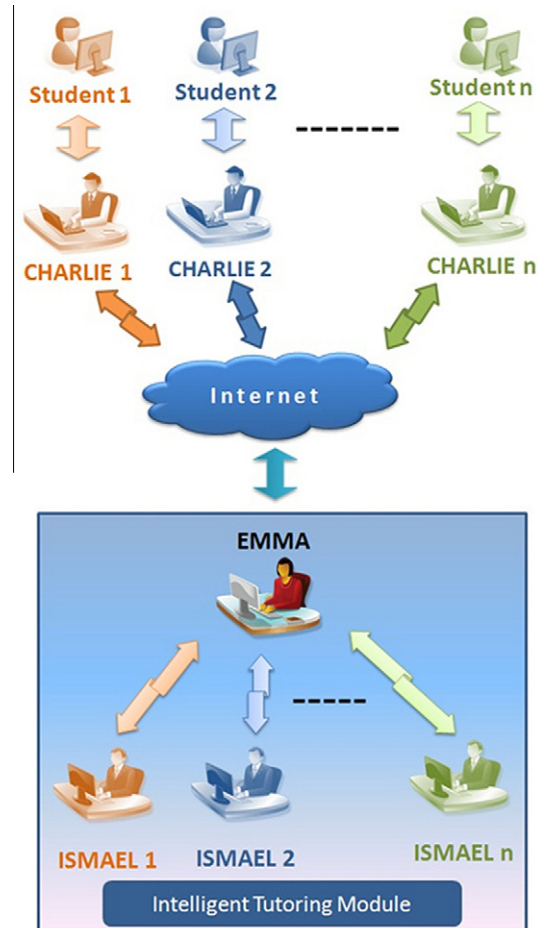 Student 1
Student 2
Student n
CHARLIE 1
CHARLIE 2
CHARLIE n
Internet
EMMA
ISMAEL 1
ISMAEL 2
ISMAEL n
Intelligent Tutoring Module